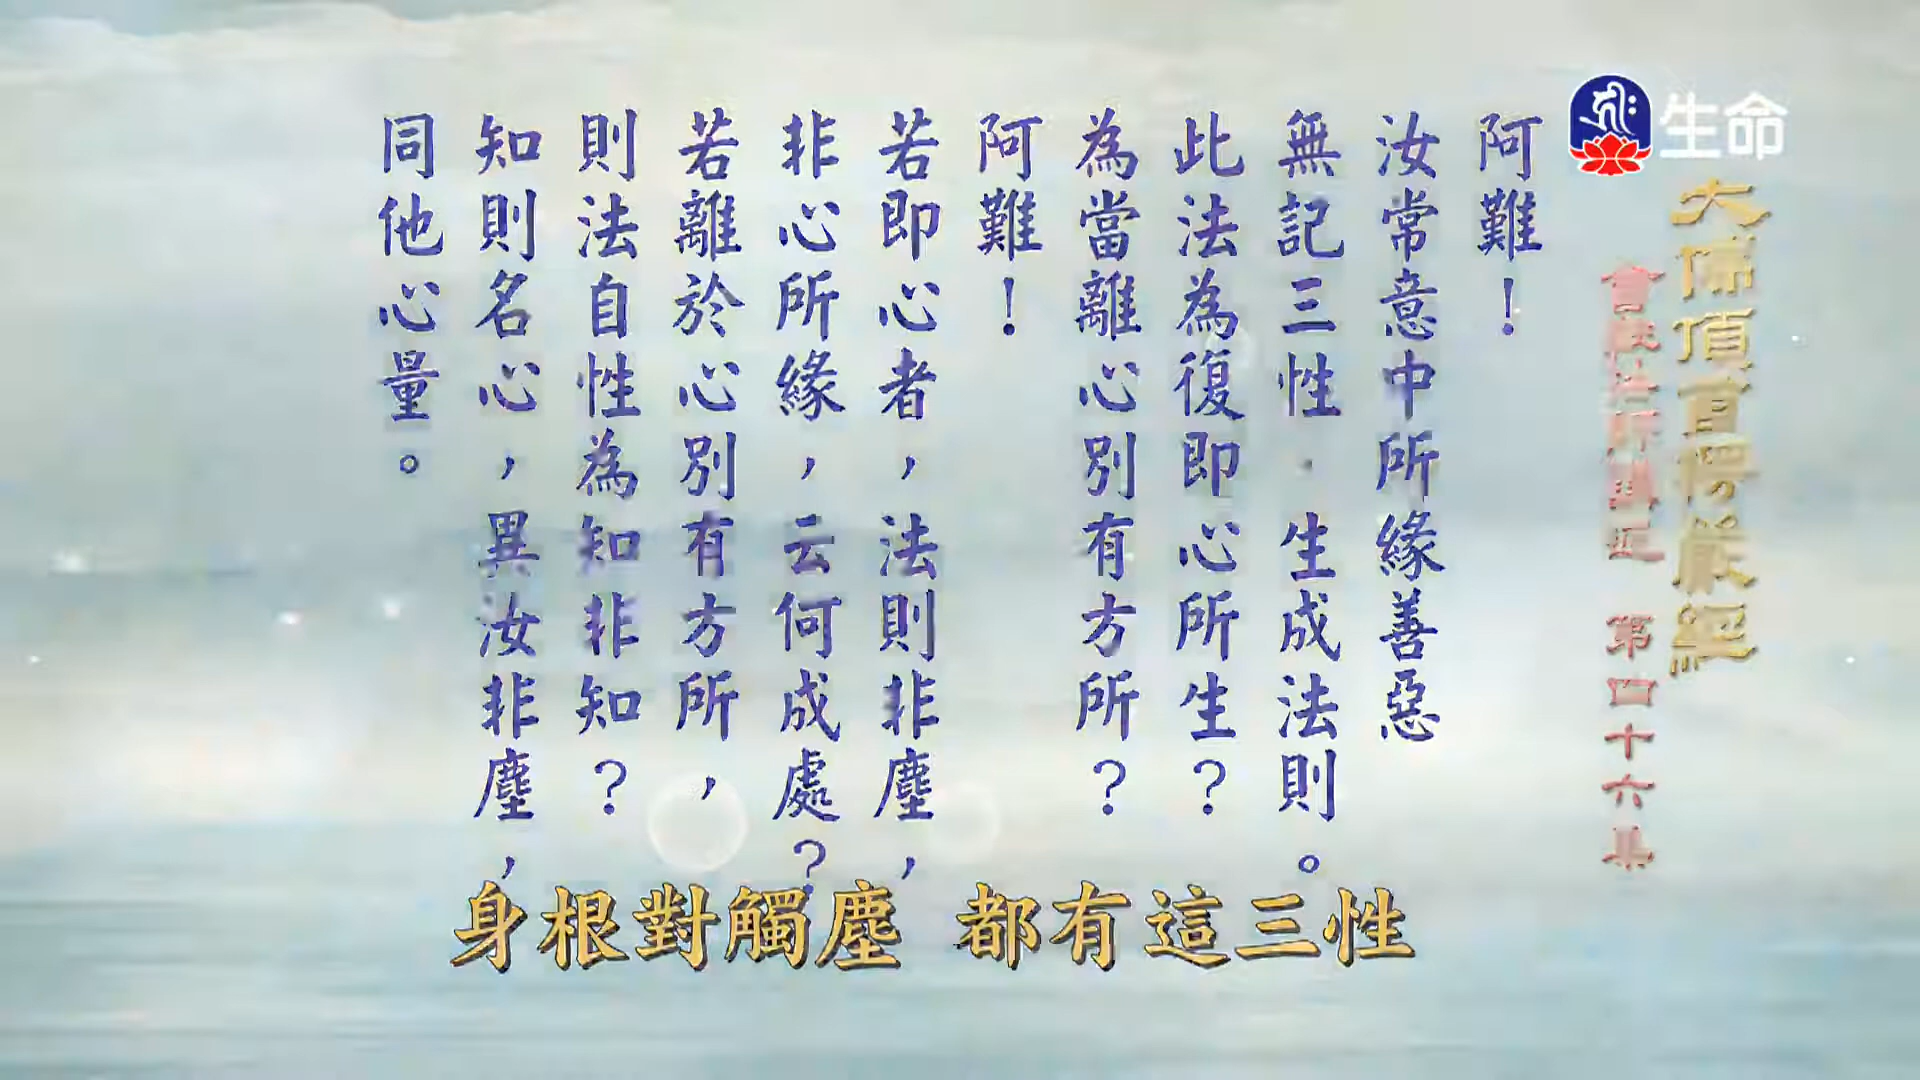 生命
大佛頂首楞嚴經
法師講述 第四十六集
阿難！
汝常意中所緣善惡
無記三性．生成法則。
此法為復即心所生？
為當離心別有方所？
阿難！
若即心者，法則非塵，
非心所緣，云何成處？
若離於心別有方所，
則法自性為知非知？
知則名心，異汝非塵，
同他心量。
身根對觸塵 都有這三性